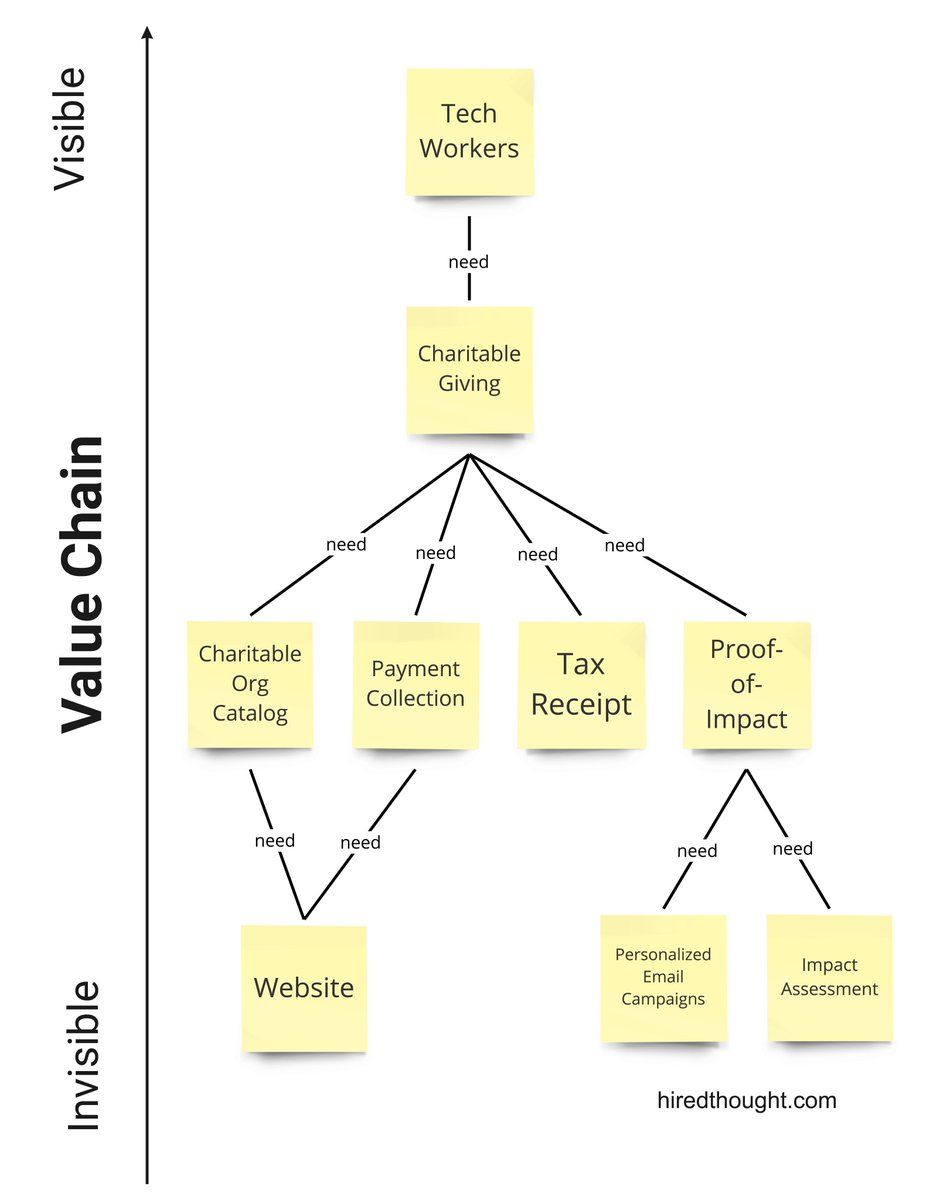 Visible
Tech
Workers
need
Charitable
Giving
Value Chain
need
need
need
need
Charitable
Org
Catalog
Payment
Collection
Tax
Receipt
Proof-
of-
Impact
need
need
need
need
Website
Personalized
Email
Campaigns
Impact
Assessment
Invisible
hiredthought.com